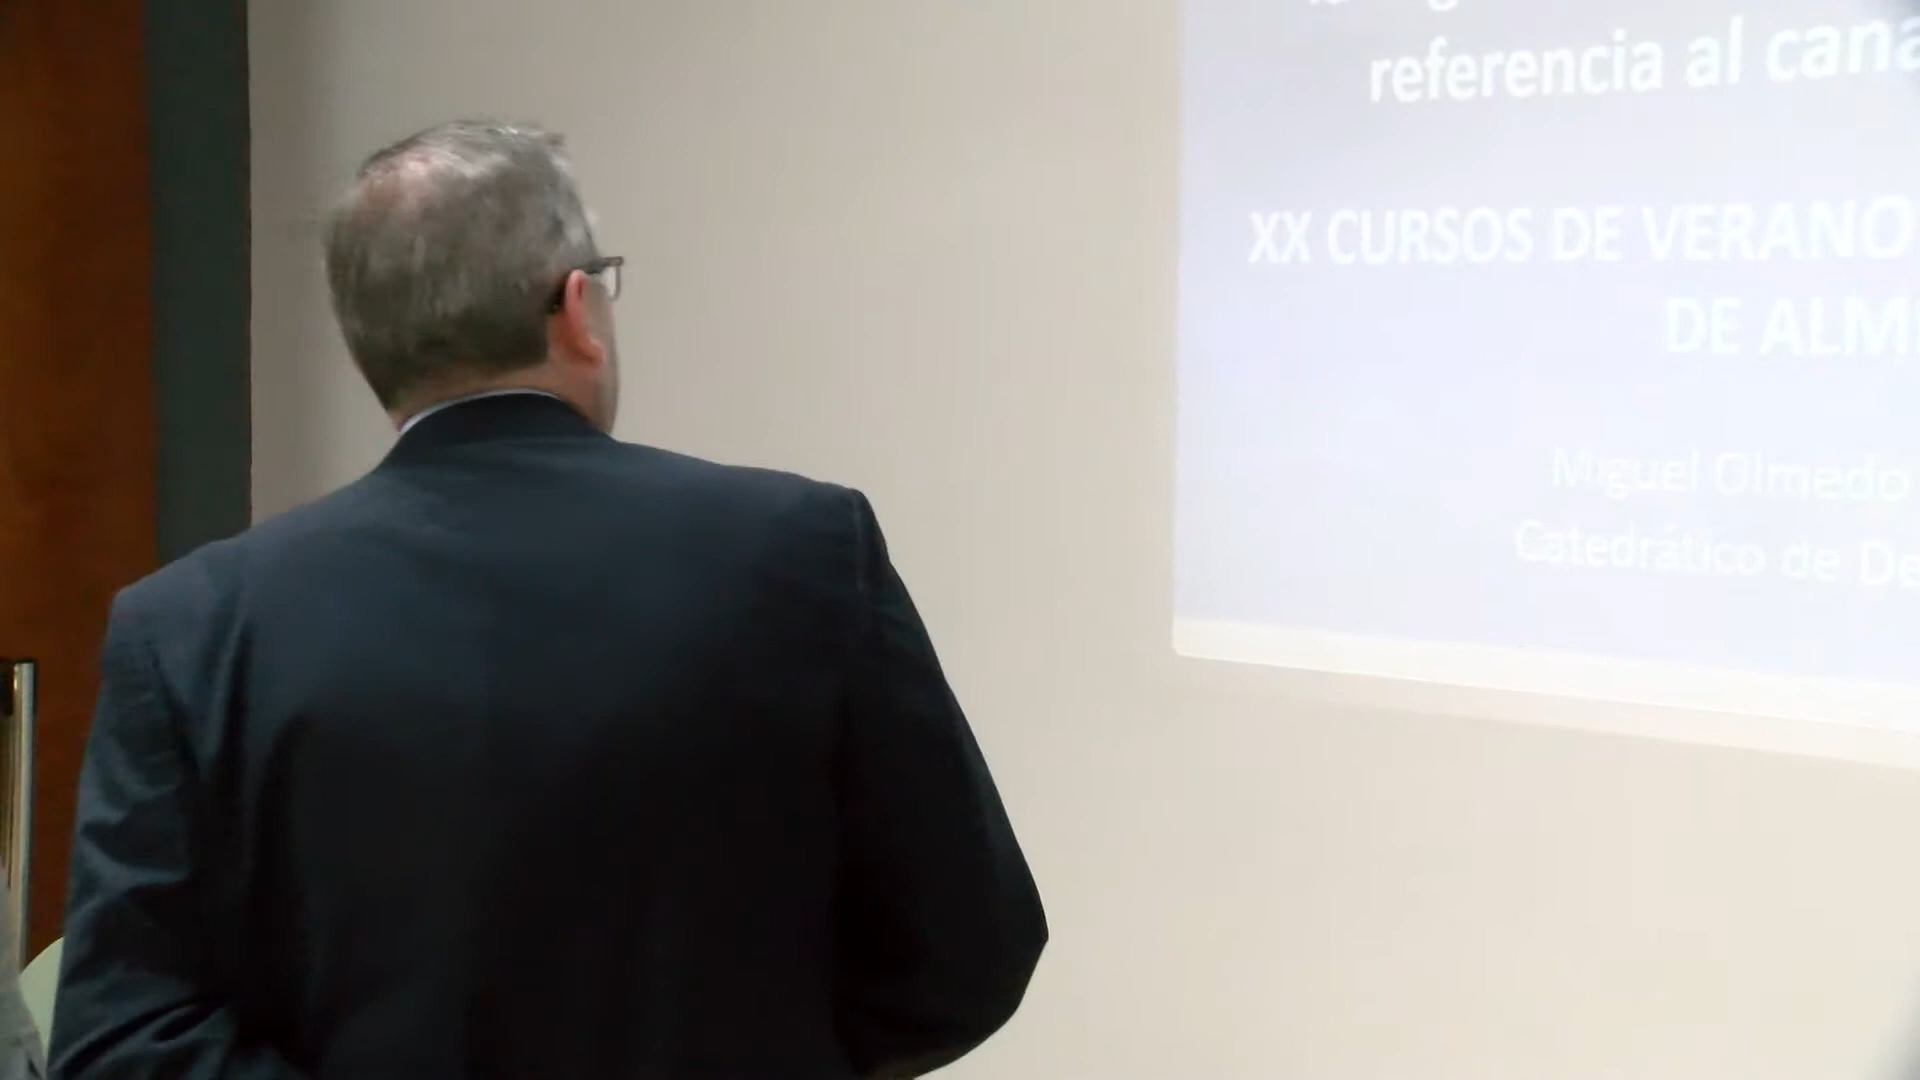 referencia al cana
XX CURSOS DE VERANO
DE ALM
Miguel Olmedo
Catedrático de De